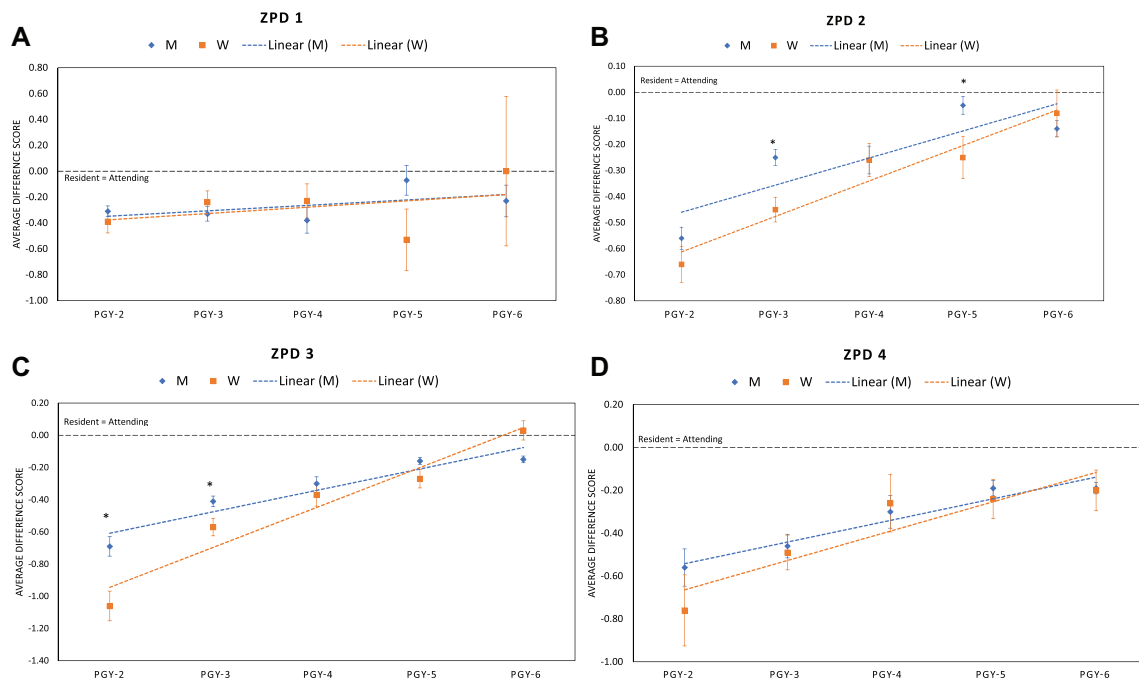 A
ZPD 1
M W Linear (M) Linear (W)
AVERAGE DIFFERENCE SCORE
0.80
0.60
0.40
0.20
0.00
-0.20
-0.40
-0.60
-0.80
-1.00
Resident = Attending
PGY-2 PGY-3 PGY-4 PGY-5 PGY-6
B
ZPD 2
M W Linear (M) Linear (W)
AVERAGE DIFFERENCE SCORE
0.10
0.00
-0.10
-0.20
-0.30
-0.40
-0.50
-0.60
-0.70
-0.80
Resident = Attending
*
*
PGY-2 PGY-3 PGY-4 PGY-5 PGY-6
C
ZPD 3
M W Linear (M) Linear (W)
AVERAGE DIFFERENCE SCORE
0.20
0.00
-0.20
-0.40
-0.60
-0.80
-1.00
-1.20
-1.40
Resident = Attending
*
*
PGY-2 PGY-3 PGY-4 PGY-5 PGY-6
D
ZPD 4
M W Linear (M) Linear (W)
AVERAGE DIFFERENCE SCORE
0.20
0.00
-0.20
-0.40
-0.60
-0.80
-1.00
Resident = Attending
PGY-2 PGY-3 PGY-4 PGY-5 PGY-6